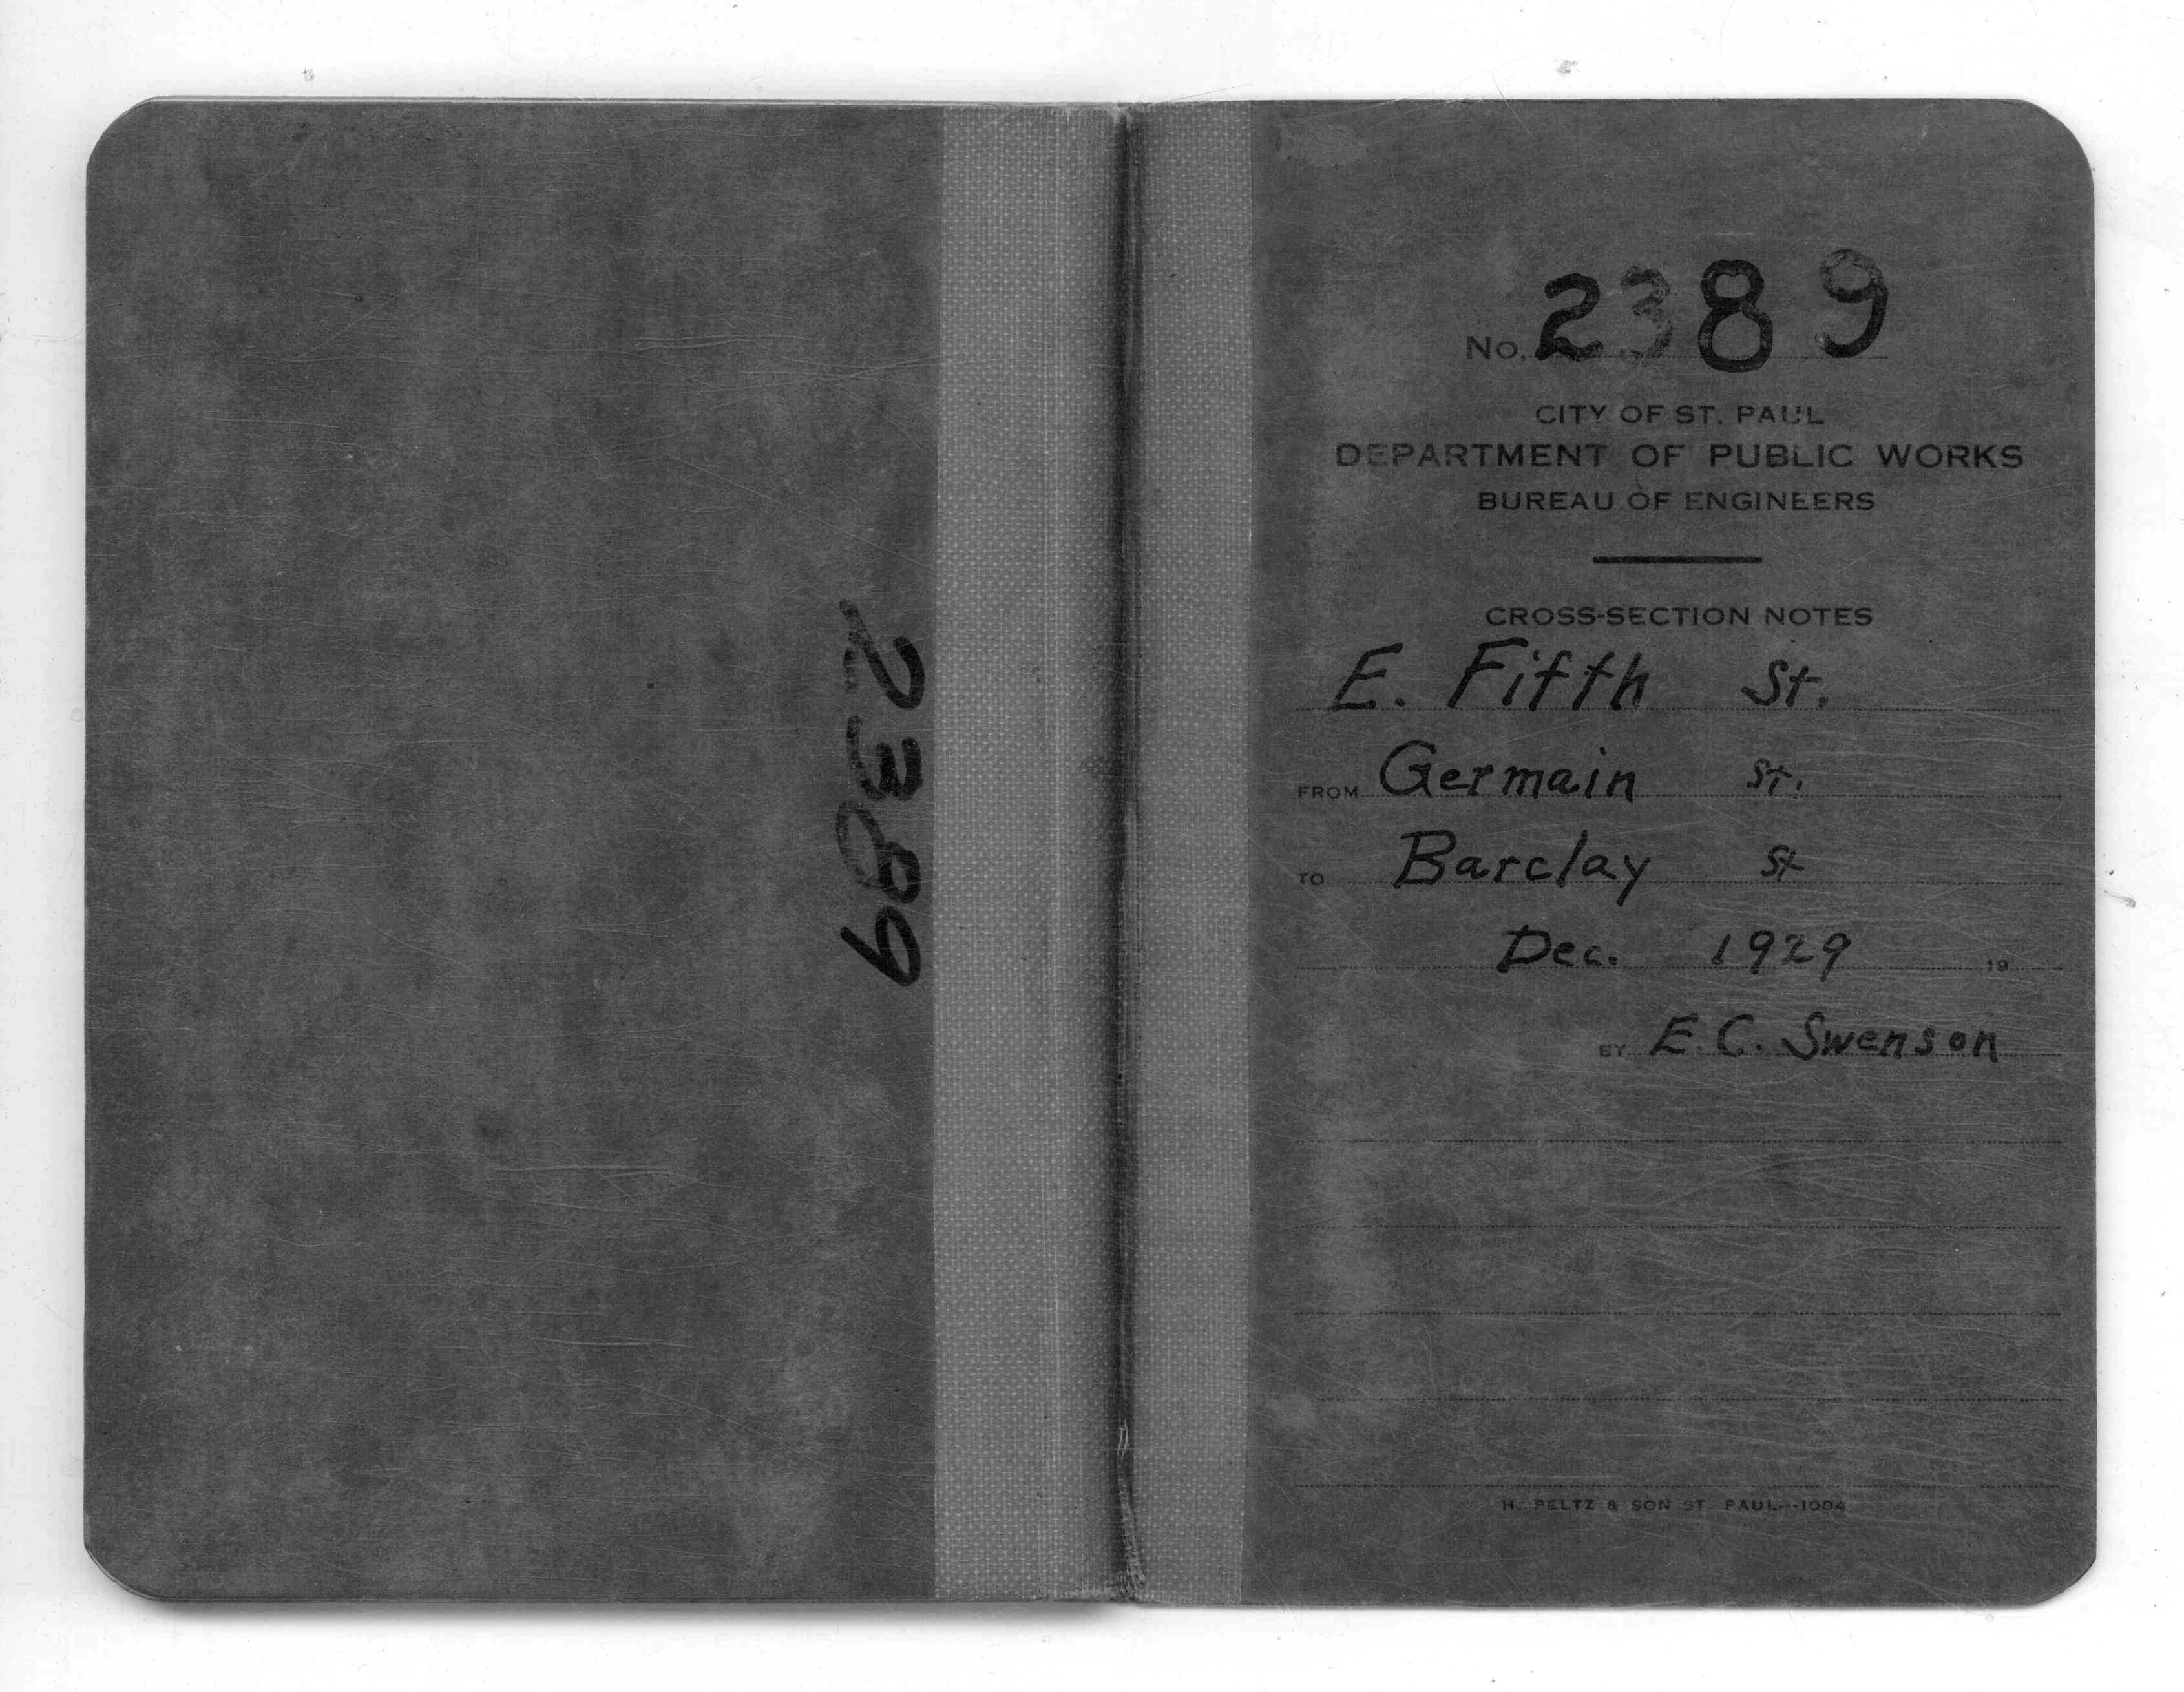 2389
No. 2389
CITY OF ST. PAUL
DEPARTMENT OF PUBLIC WORKS
BUREAU OF ENGINEERS
CROSS-SECTION NOTES
E. Fifth St.
FROM Germain St.
TO Barclay St
Dec. 1929 19
BY E. C. Swenson
H. PELTZ & SON ST. PAUL--1004